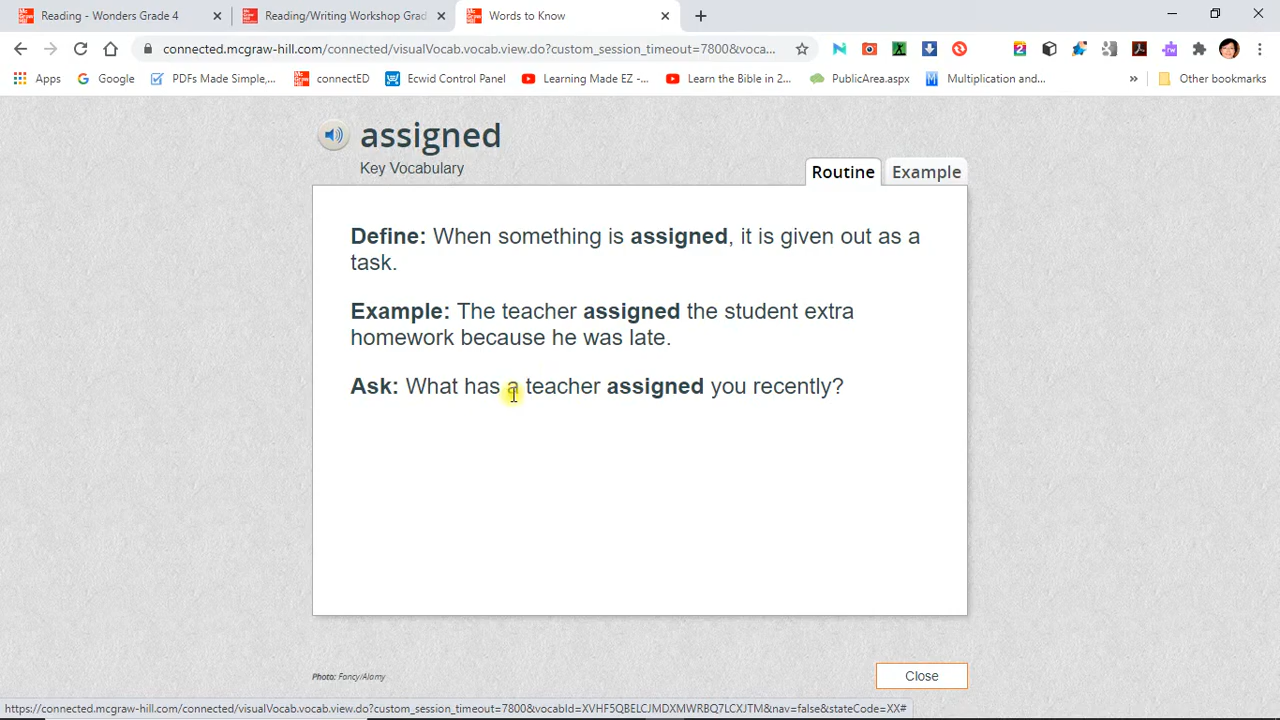 Reading - Wonders Grade 4
Reading/Writing Workshop Grad
Words to Know
connected.mcgraw-hill.com/connected/visualVocab.vocab.view.do?custom_session_timeout=7800&voca...
Apps
Google
PDFs Made Simple,...
connectED
Ecwid Control Panel
Learning Made EZ -...
Learn the Bible in 2...
PublicArea.aspx
Multiplication and...
»
Other bookmarks
assigned
Key Vocabulary
Routine
Example
Define: When something is assigned, it is given out as a
task.
Example: The teacher assigned the student extra
homework because he was late.
Ask: What has a teacher assigned you recently?
Photo: Fancy/Alamy
Close
https://connected.mcgraw-hill.com/connected/visualVocab.vocab.view.do?custom_session_timeout=7800&vocabId=XVHF5QBELCJMDXMWRBQ7LCXJTM&nav=false&stateCode=XX#